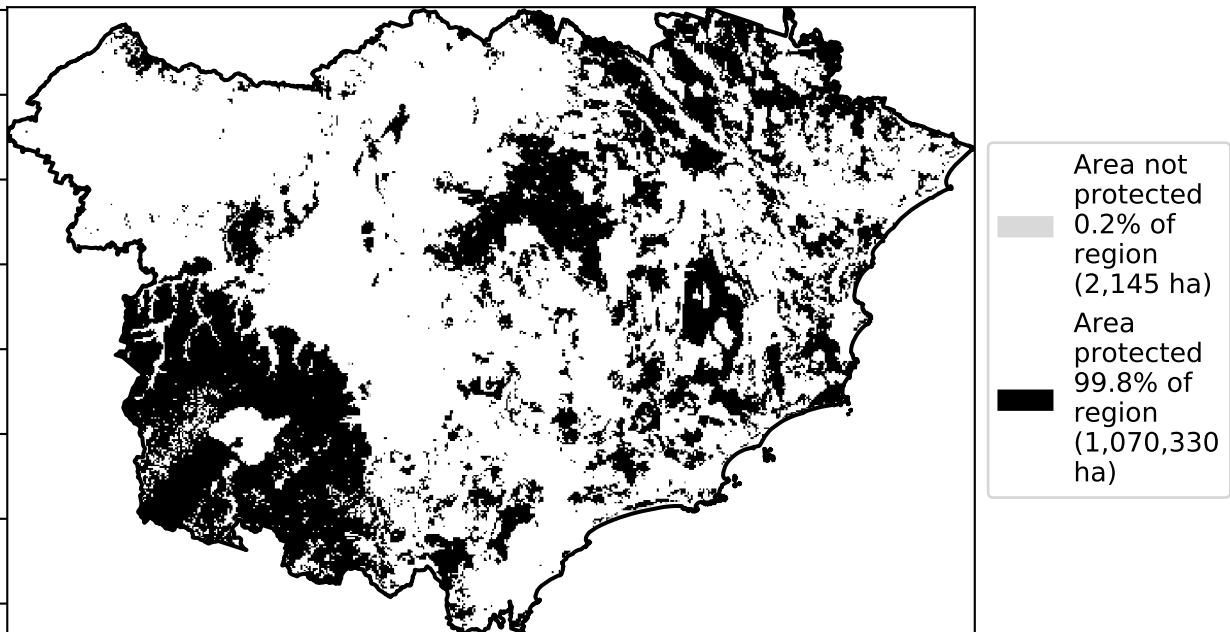 Area not
protected
0.2% of
region
(2,145 ha)
Area
protected
99.8% of
region
(1,070,330
ha)